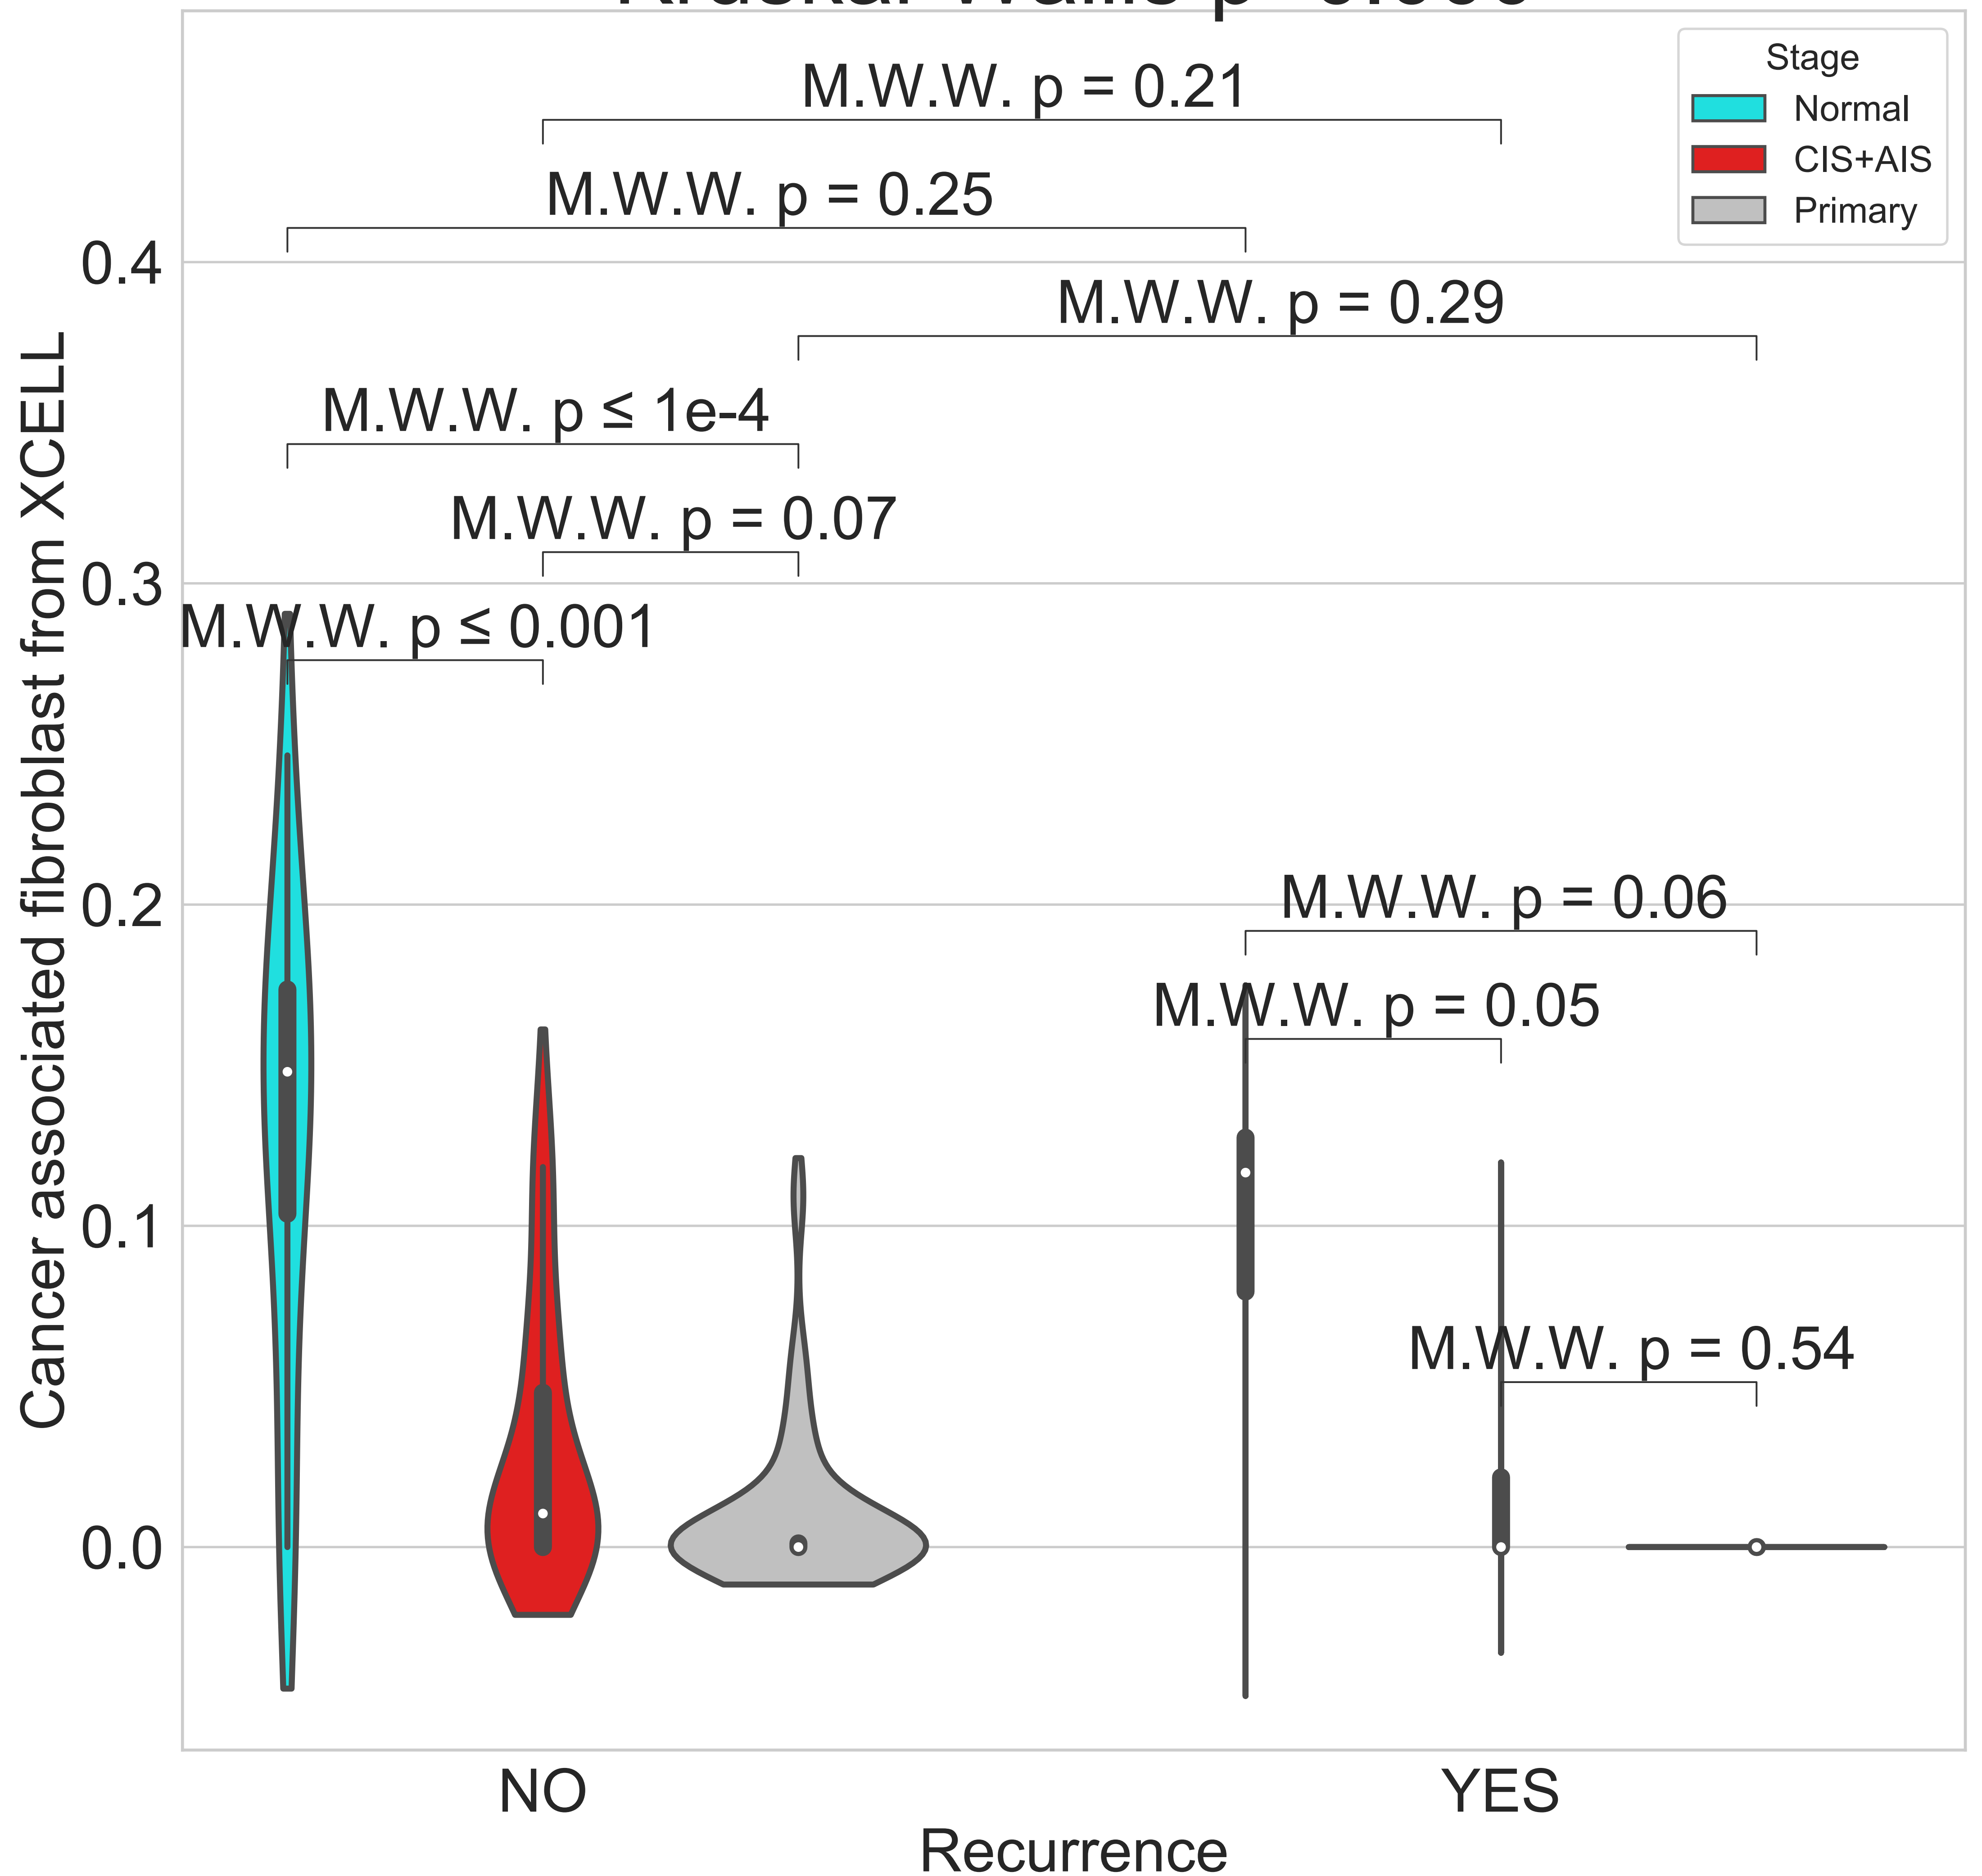 Stage
Normal
CIS+AIS
Primary
M.W.W. p = 0.21
M.W.W. p = 0.25
M.W.W. p = 0.29
M.W.W. p ≤ 1e-4
M.W.W. p = 0.07
M.W.W. p ≤ 0.001
M.W.W. p = 0.06
M.W.W. p = 0.05
M.W.W. p = 0.54
0.4
0.3
0.2
0.1
0.0
Cancer associated fibroblast from XCELL
NO
YES
Recurrence